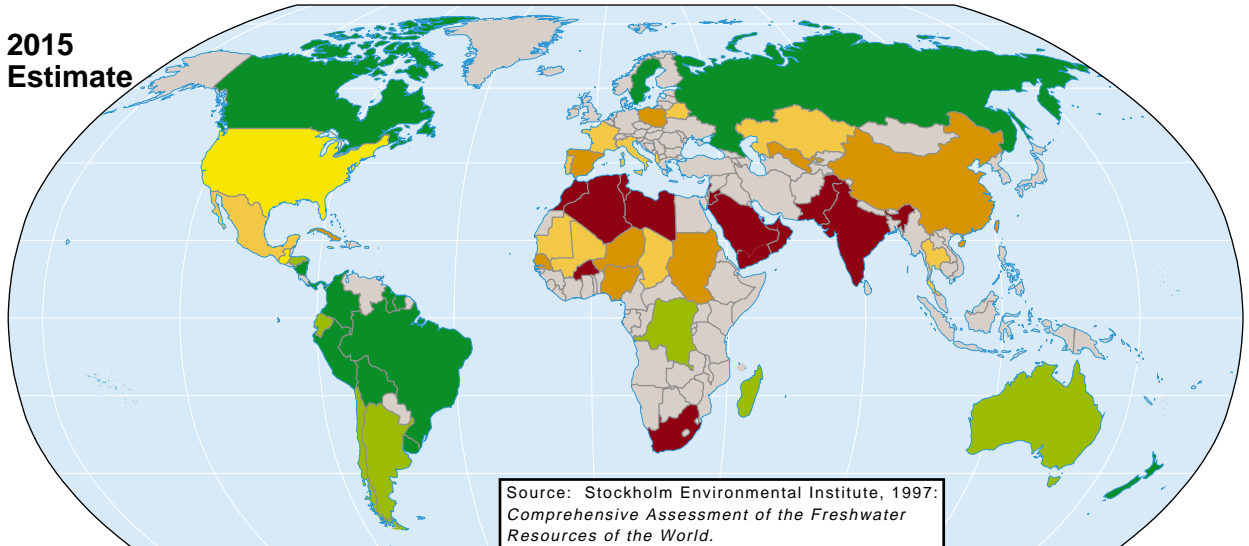 2015
Estimate
Source: Stockholm Environmental Institute, 1997:
Comprehensive Assessment of the Freshwater
Resources of the World.